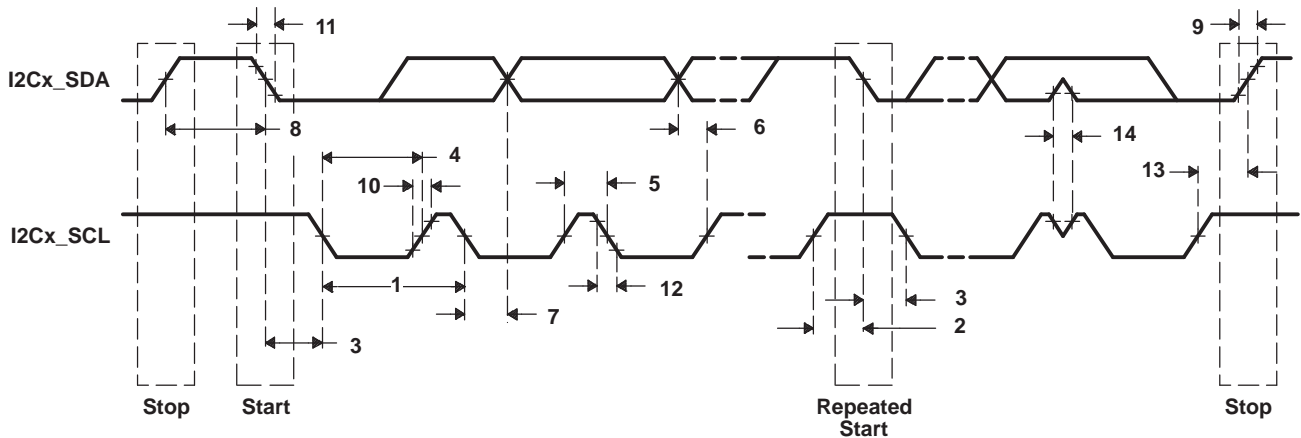 11
9
I2Cx_SDA
8
6
14
4
10
5
13
I2Cx_SCL
1
12
7
3
3
2
Stop
Start
Repeated
Start
Stop